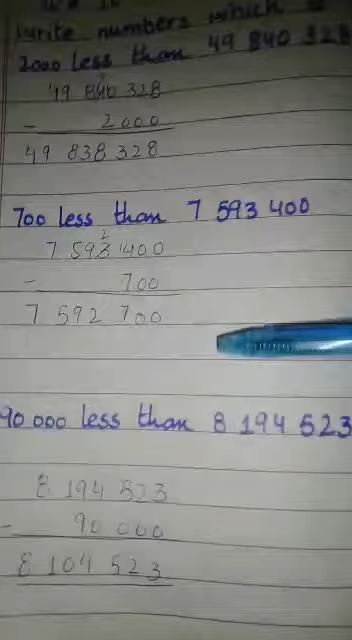 write numbers which
2000 less than 49 840 328
49 840 328
- 2000
49 838 328
700 less than 7 593 400
2
7 593 1400
- 700
7 592 700
90 000 less than 8 194 523
8 194 523
- 90 000
8 104 523